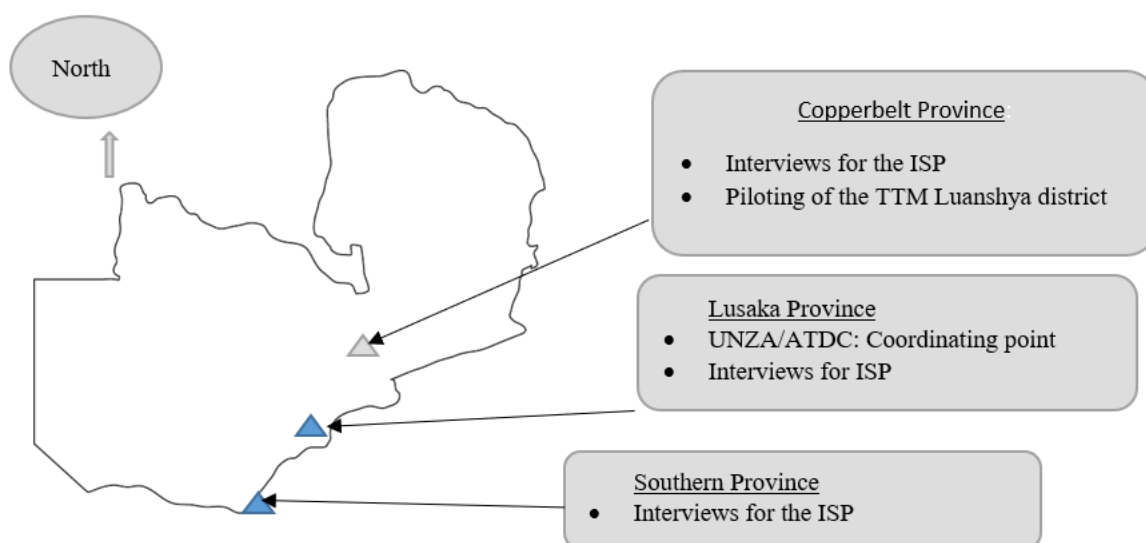 North
Copperbelt Province:
• Interviews for the ISP
• Piloting of the TTM Luanshya district
Lusaka Province
• UNZA/ATDC: Coordinating point
• Interviews for ISP
Southern Province
• Interviews for the ISP